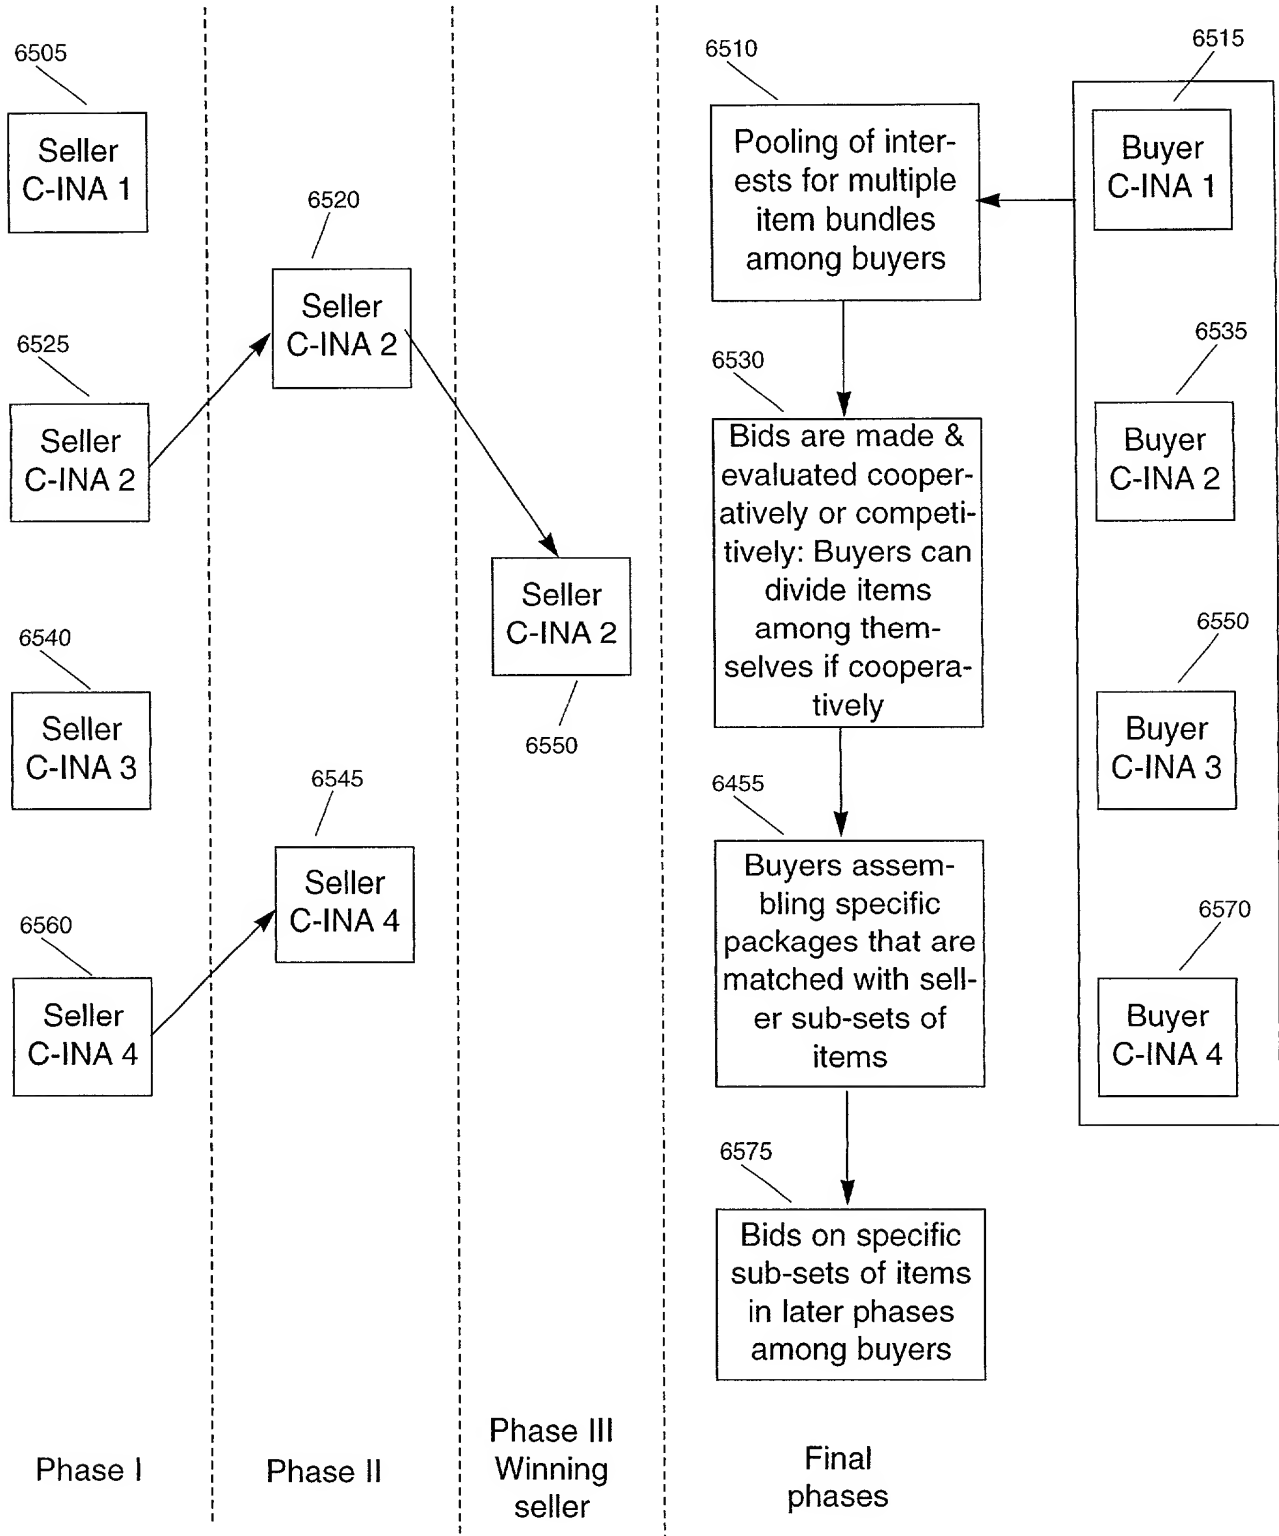 6505
Seller
C-INA 1
6525
Seller
C-INA 2
6540
Seller
C-INA 3
6560
Seller
C-INA 4
Phase I
6520
Seller
C-INA 2
6545
Seller
C-INA 4
Phase II
Seller
C-INA 2
6550
Phase III
Winning
seller
6510
Pooling of inter-
ests for multiple
item bundles
among buyers
6530
Bids are made &
evaluated cooper-
atively or competi-
tively: Buyers can
divide items
among them-
selves if coopera-
tively
6455
Buyers assem-
bling specific
packages that are
matched with sell-
er sub-sets of
items
6575
Bids on specific
sub-sets of items
in later phases
among buyers
Final
phases
6515
Buyer
C-INA 1
6535
Buyer
C-INA 2
6550
Buyer
C-INA 3
6570
Buyer
C-INA 4